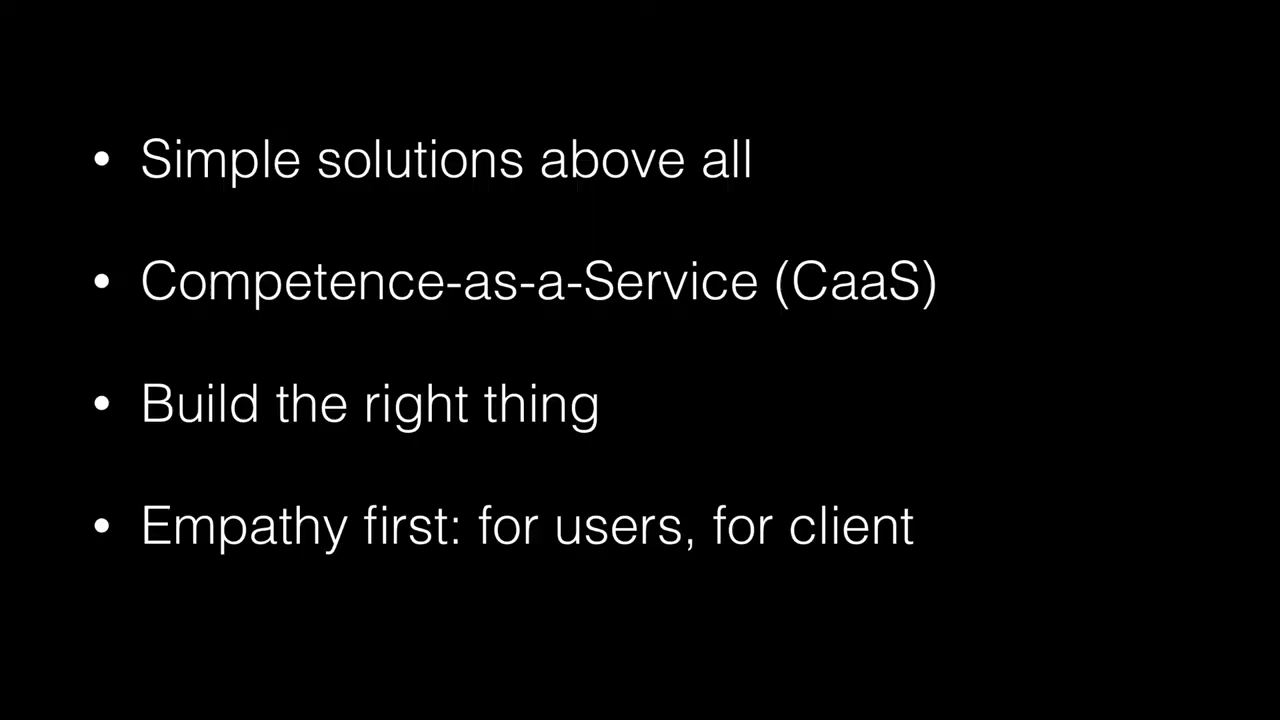 • Simple solutions above all
• Competence-as-a-Service (CaaS)
• Build the right thing
• Empathy first: for users, for client